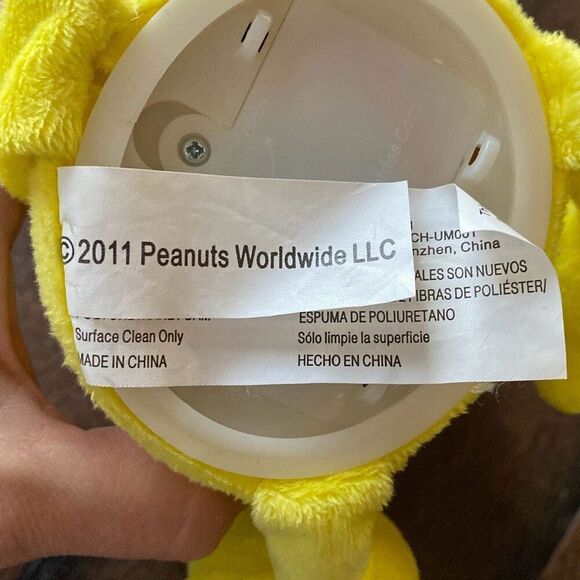 © 2011 Peanuts Worldwide LLC
CH-UM001
nzhen, China
ALES SON NUEVOS
FIBRAS DE POLIÉSTER/
ESPUMA DE POLIURETANO
Surface Clean Only
Sólo limpie la superficie
MADE IN CHINA
HECHO EN CHINA